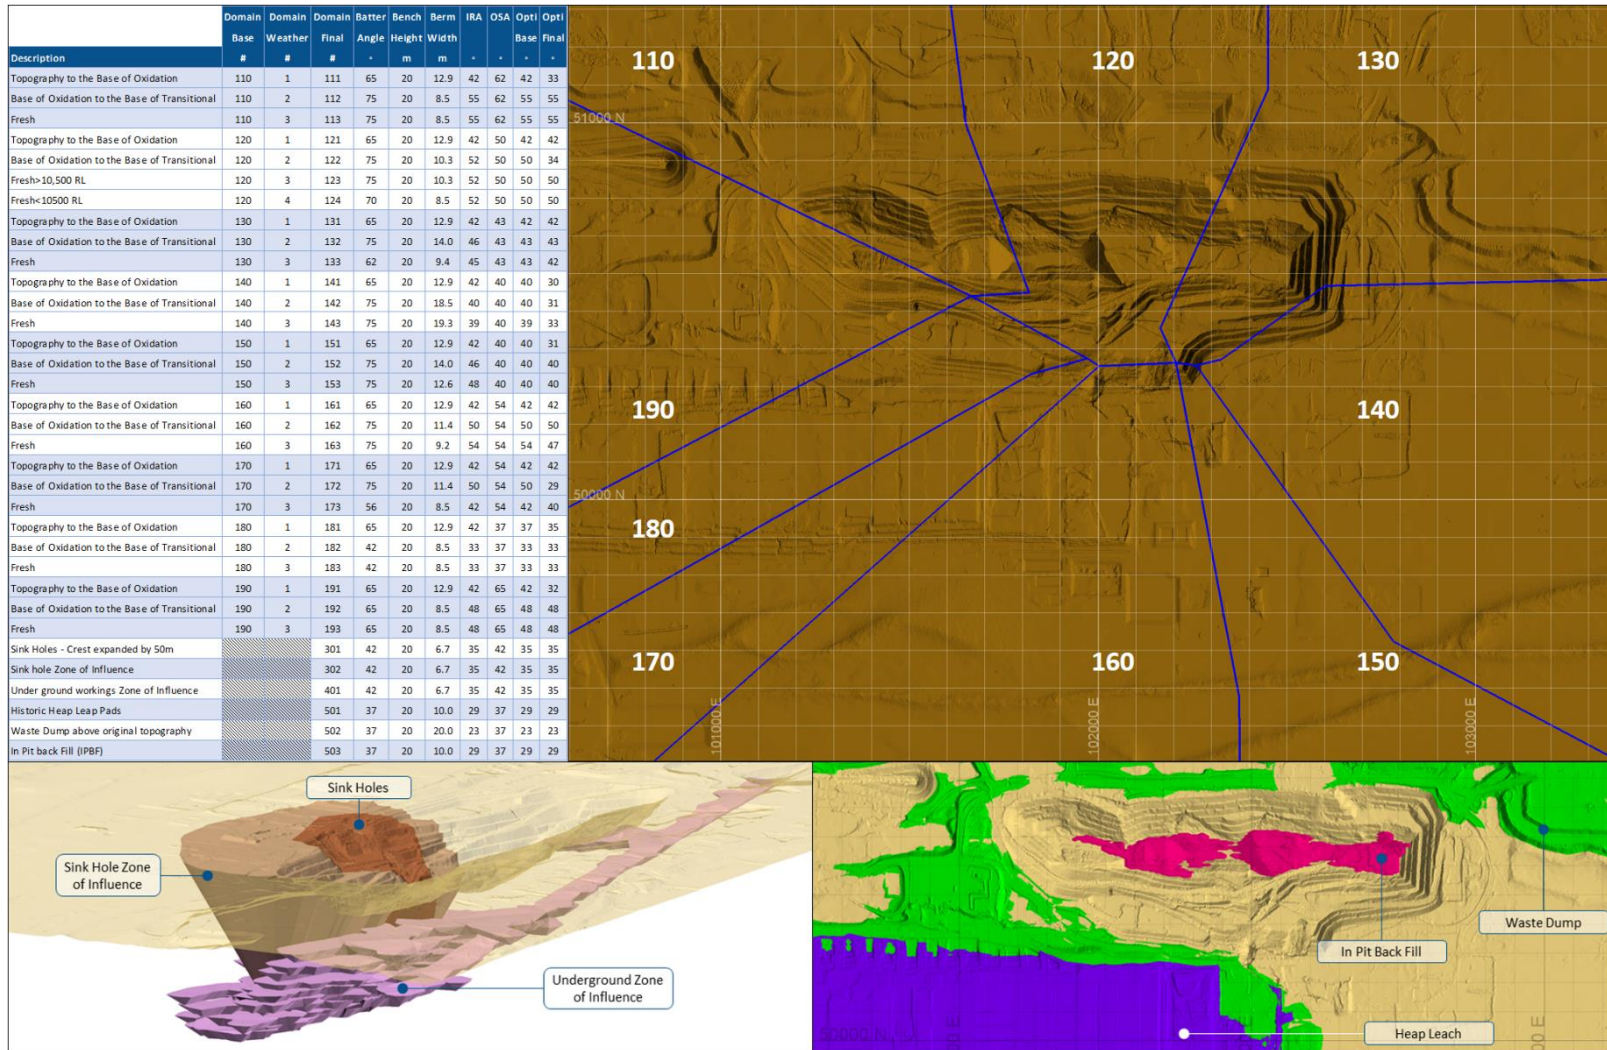 Description Domain Base # Domain Weather # Domain Final # Batter Angle ° Bench Height m Berm Width m IRA ° OSA ° Opti Base ° Opti Final °
Topography to the Base of Oxidation 110 1 111 65 20 12.9 42 62 42 33
Base of Oxidation to the Base of Transitional 110 2 112 75 20 8.5 55 62 55 55
Fresh 110 3 113 75 20 8.5 55 62 55 55
Topography to the Base of Oxidation 120 1 121 65 20 12.9 42 50 42 42
Base of Oxidation to the Base of Transitional 120 2 122 75 20 10.3 52 50 50 34
Fresh>10,500 RL 120 3 123 75 20 10.3 52 50 50 50
Fresh<10500 RL 120 4 124 70 20 8.5 52 50 50 50
Topography to the Base of Oxidation 130 1 131 65 20 12.9 42 43 42 42
Base of Oxidation to the Base of Transitional 130 2 132 75 20 14.0 46 43 43 43
Fresh 130 3 133 62 20 9.4 45 43 43 42
Topography to the Base of Oxidation 140 1 141 65 20 12.9 42 40 40 30
Base of Oxidation to the Base of Transitional 140 2 142 75 20 18.5 40 40 40 31
Fresh 140 3 143 75 20 19.3 39 40 39 33
Topography to the Base of Oxidation 150 1 151 65 20 12.9 42 40 40 31
Base of Oxidation to the Base of Transitional 150 2 152 75 20 14.0 46 40 40 40
Fresh 150 3 153 75 20 12.6 48 40 40 40
Topography to the Base of Oxidation 160 1 161 65 20 12.9 42 54 42 42
Base of Oxidation to the Base of Transitional 160 2 162 75 20 11.4 50 54 50 50
Fresh 160 3 163 75 20 9.2 54 54 54 47
Topography to the Base of Oxidation 170 1 171 65 20 12.9 42 54 42 42
Base of Oxidation to the Base of Transitional 170 2 172 75 20 11.4 50 54 50 29
Fresh 170 3 173 56 20 8.5 42 54 42 40
Topography to the Base of Oxidation 180 1 181 65 20 12.9 42 37 37 35
Base of Oxidation to the Base of Transitional 180 2 182 42 20 8.5 33 37 33 33
Fresh 180 3 183 42 20 8.5 33 37 33 33
Topography to the Base of Oxidation 190 1 191 65 20 12.9 42 65 42 32
Base of Oxidation to the Base of Transitional 190 2 192 65 20 8.5 48 65 48 48
Fresh 190 3 193 65 20 8.5 48 65 48 48
Sink Holes - Crest expanded by 50m 301 42 20 6.7 35 42 35 35
Sink hole Zone of Influence 302 42 20 6.7 35 42 35 35
Under ground workings Zone of Influence 401 42 20 6.7 35 42 35 35
Historic Heap Leap Pads 501 37 20 10.0 29 37 29 29
Waste Dump above original topography 502 37 20 20.0 23 37 23 23
In Pit back Fill (IPBF) 503 37 20 10.0 29 37 29 29
110
120
130
51000 N
190
140
50000 N
180
170
160
150
101000 E
102000 E
103000 E
Sink Holes
Sink Hole Zone
of Influence
Underground Zone
of Influence
Waste Dump
In Pit Back Fill
Heap Leach
50000 N
E
E